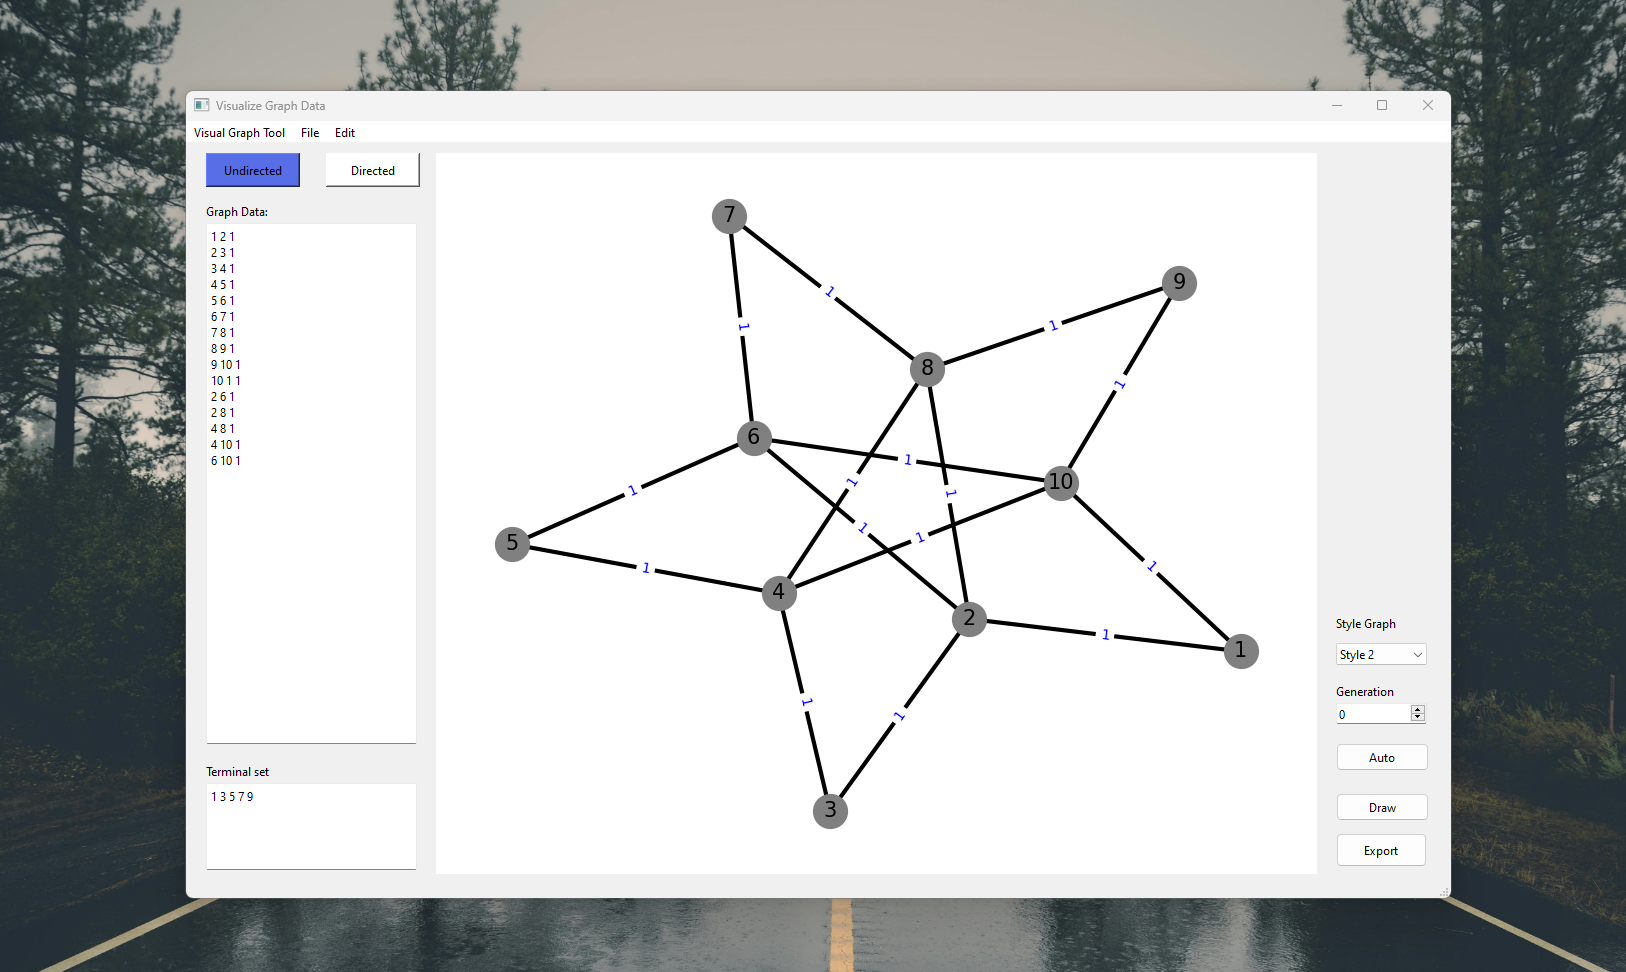 Visualize Graph Data
Visual Graph Tool File Edit
Undirected Directed
Graph Data:
1 2 1
2 3 1
3 4 1
4 5 1
5 6 1
6 7 1
7 8 1
8 9 1
9 10 1
10 1 1
2 6 1
2 8 1
4 8 1
4 10 1
6 10 1
Terminal set
1 3 5 7 9
7
9
1
1
1
8
1
6
1
1
1
10
1
1
1
5
1
1
1
4
2
1
1
1
1
3
Style Graph
Style 2
Generation
0
Auto
Draw
Export